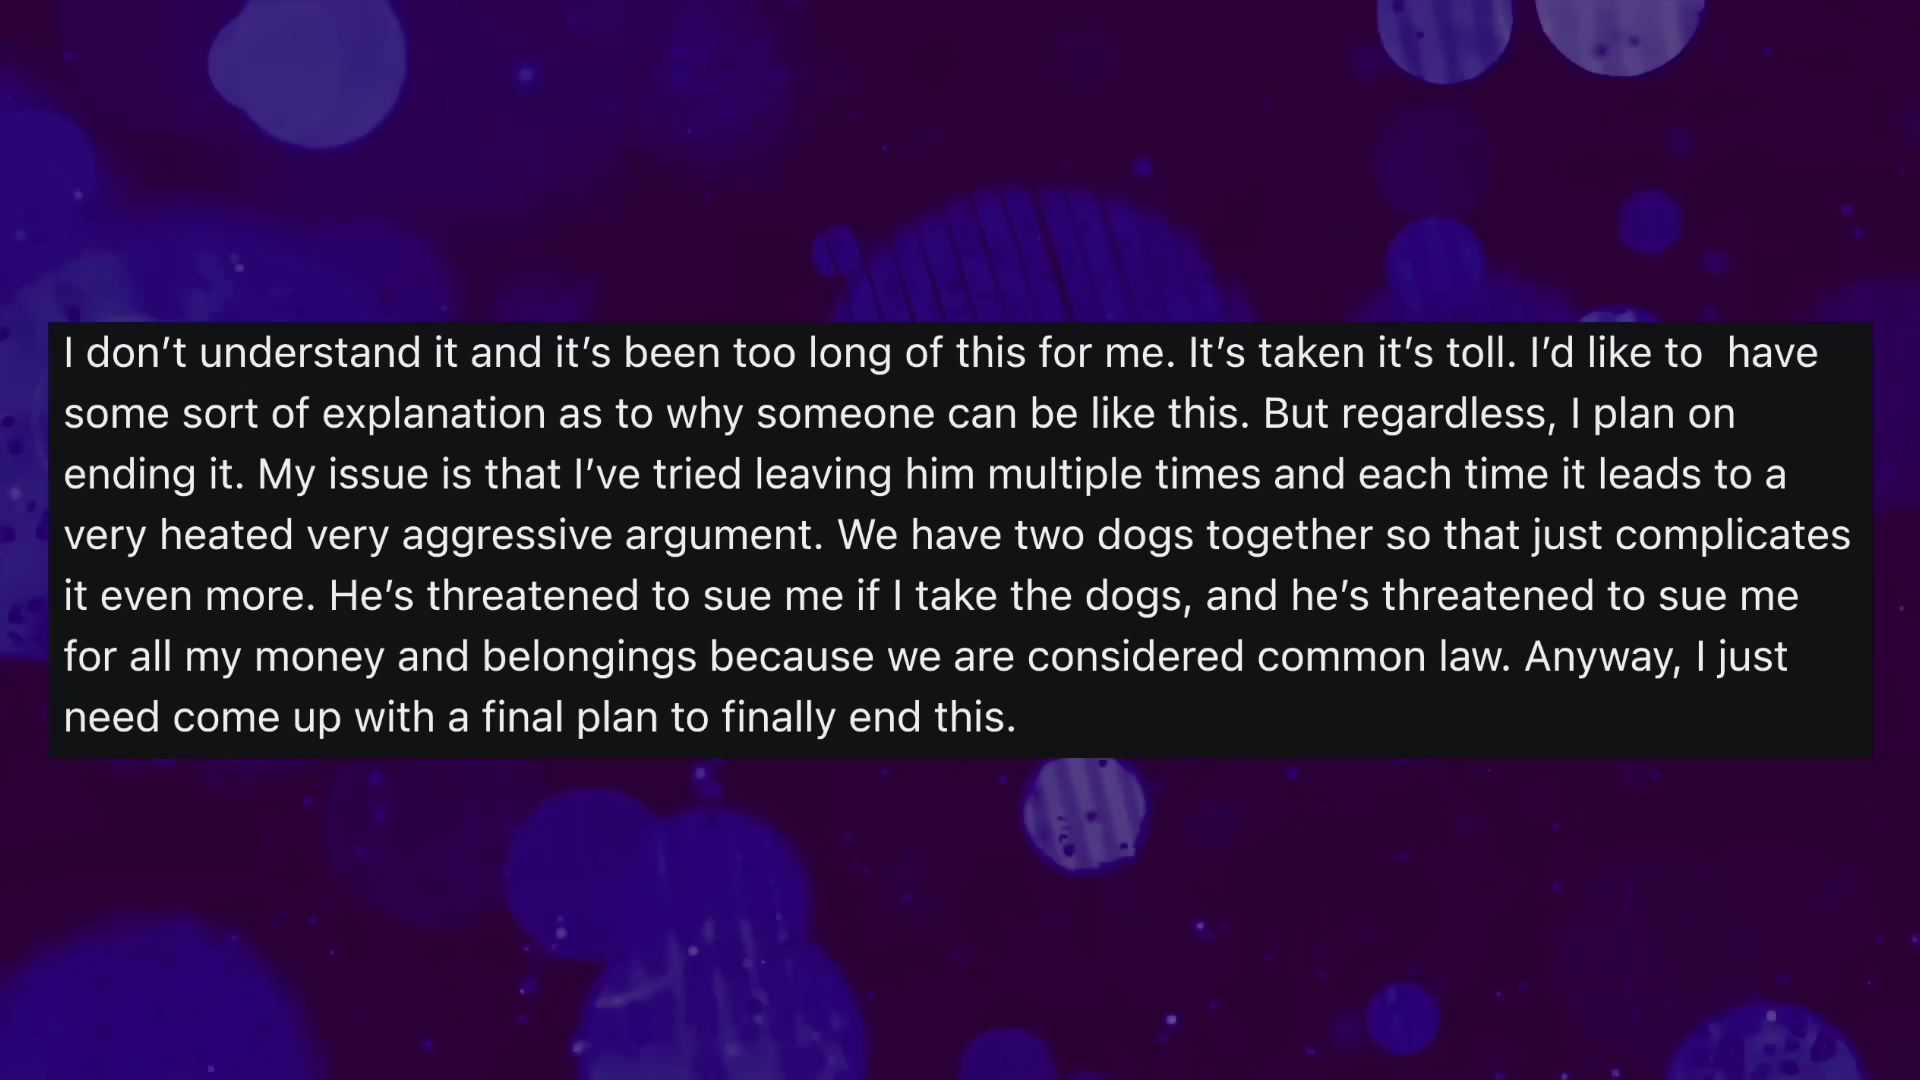 I don’t understand it and it’s been too long of this for me. It’s taken it’s toll. I’d like to  have
some sort of explanation as to why someone can be like this. But regardless, I plan on
ending it. My issue is that I’ve tried leaving him multiple times and each time it leads to a
very heated very aggressive argument. We have two dogs together so that just complicates
it even more. He’s threatened to sue me if I take the dogs, and he’s threatened to sue me
for all my money and belongings because we are considered common law. Anyway, I just
need come up with a final plan to finally end this.